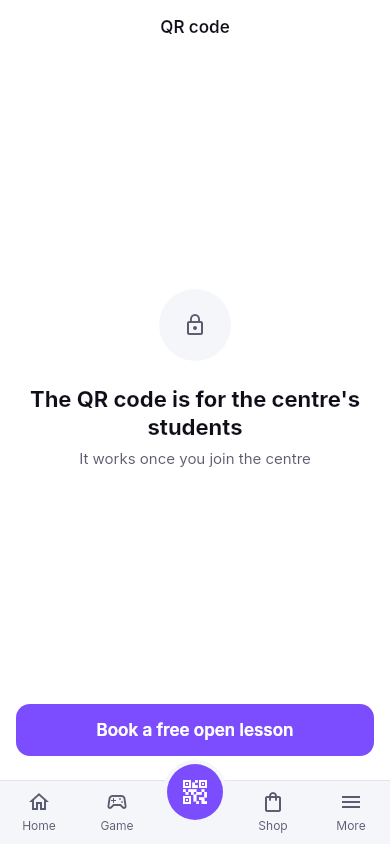 QR code
The QR code is for the centre's
students
It works once you join the centre
Book a free open lesson
Home
Game
Shop
More